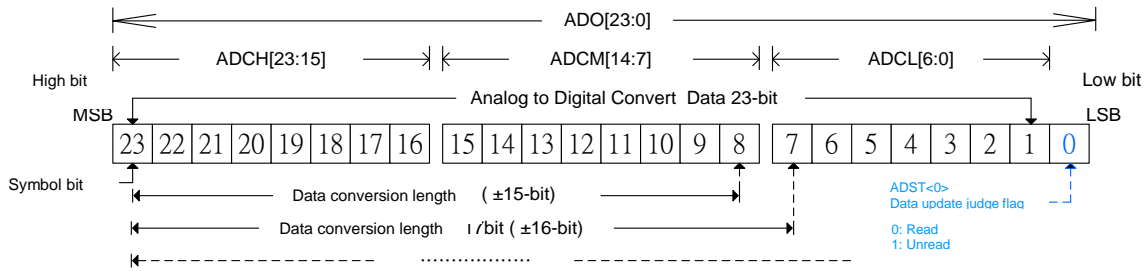 ADO[23:0]
ADCH[23:15] ADCM[14:7] ADCL[6:0]
High bit Low bit
Analog to Digital Convert Data 23-bit
MSB LSB
23 22 21 20 19 18 17 16 15 14 13 12 11 10 9 8 7 6 5 4 3 2 1 0
Symbol bit
Data conversion length ( ±15-bit)
ADST<0>
Data update judge flag
Data conversion length 17bit ( ±16-bit)
0: Read
1: Unread
..................